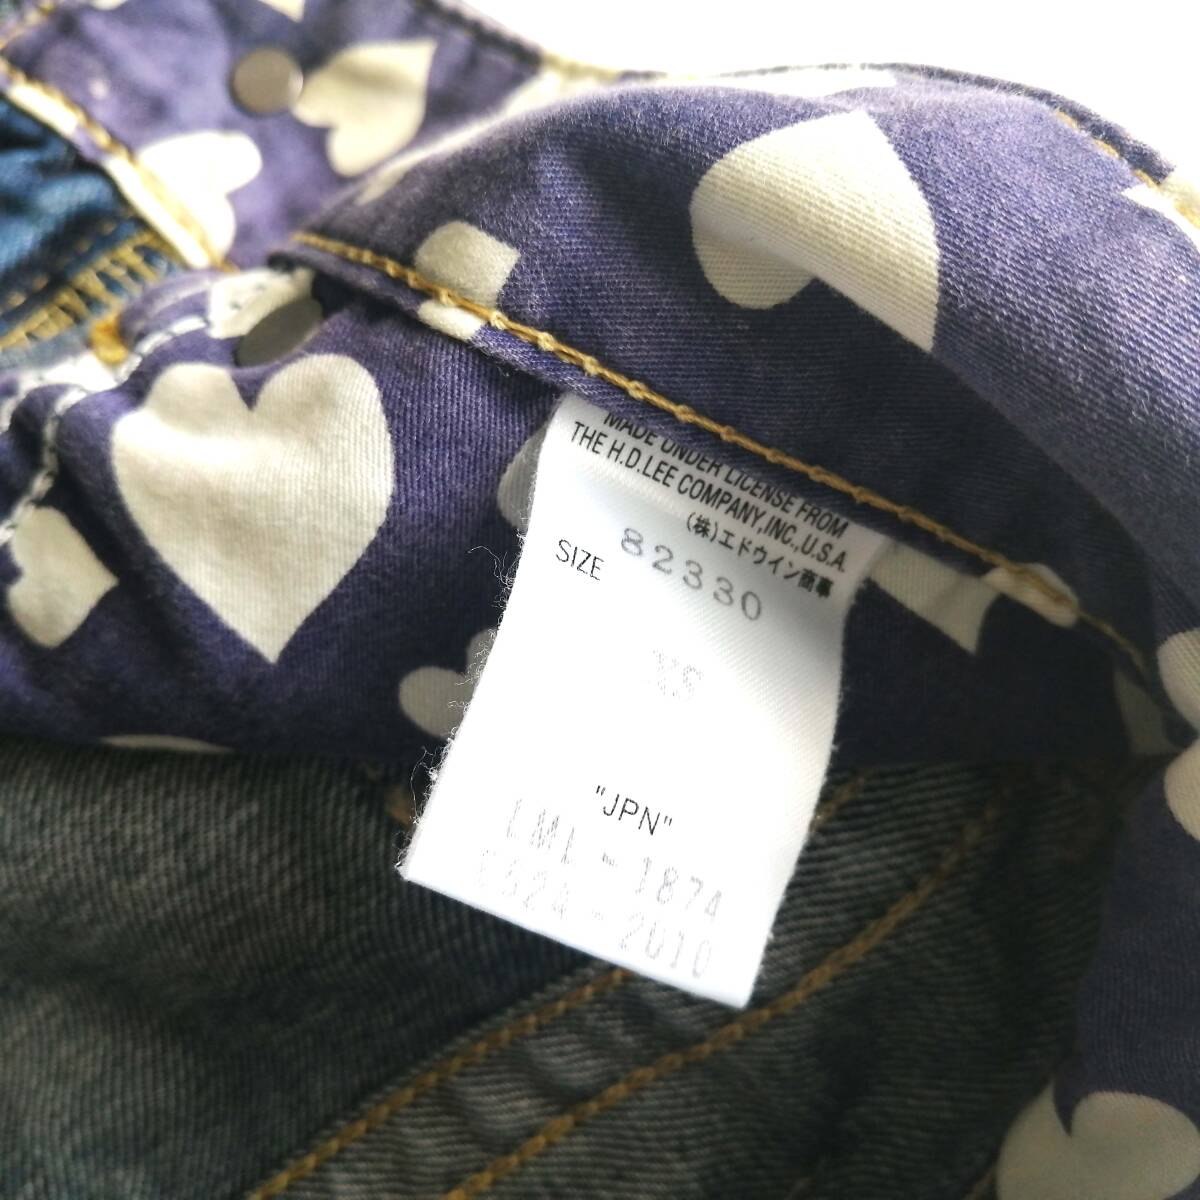 MADE UNDER LICENSE FROM
THE H.D.LEE COMPANY,INC.,U.S.A.
(株)エドウイン商事
SIZE 82330
XS
"JPN"
LML-1874
-2010